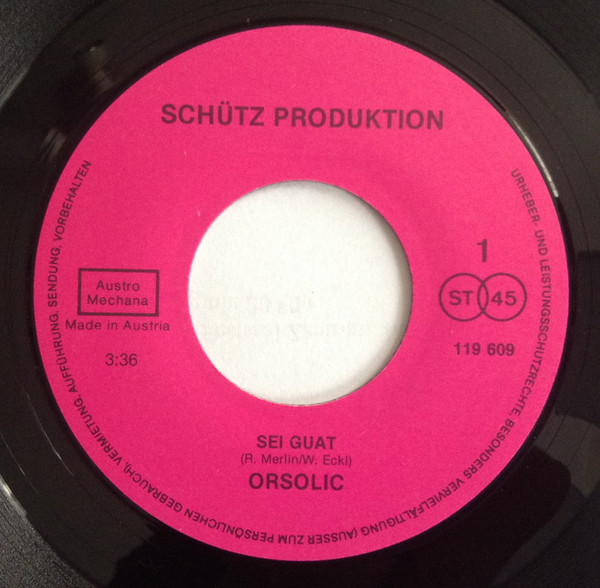 SCHÜTZ PRODUKTION
URHEBER- UND LEISTUNGSSCHUTZRECHTE BESONDERS VERVIELFÄLTIGUNG (AUSSER ZUM PERSÖNLICHEN GEBRAUCH), VERMIETUNG, AUFFÜHRUNG, SENDUNG, VORBEHALTEN
Austro
Mechana
Made in Austria
3:36
1
ST 45
119 609
SEI GUAT
(R. Merlin/W. Eckl)
ORSOLIC